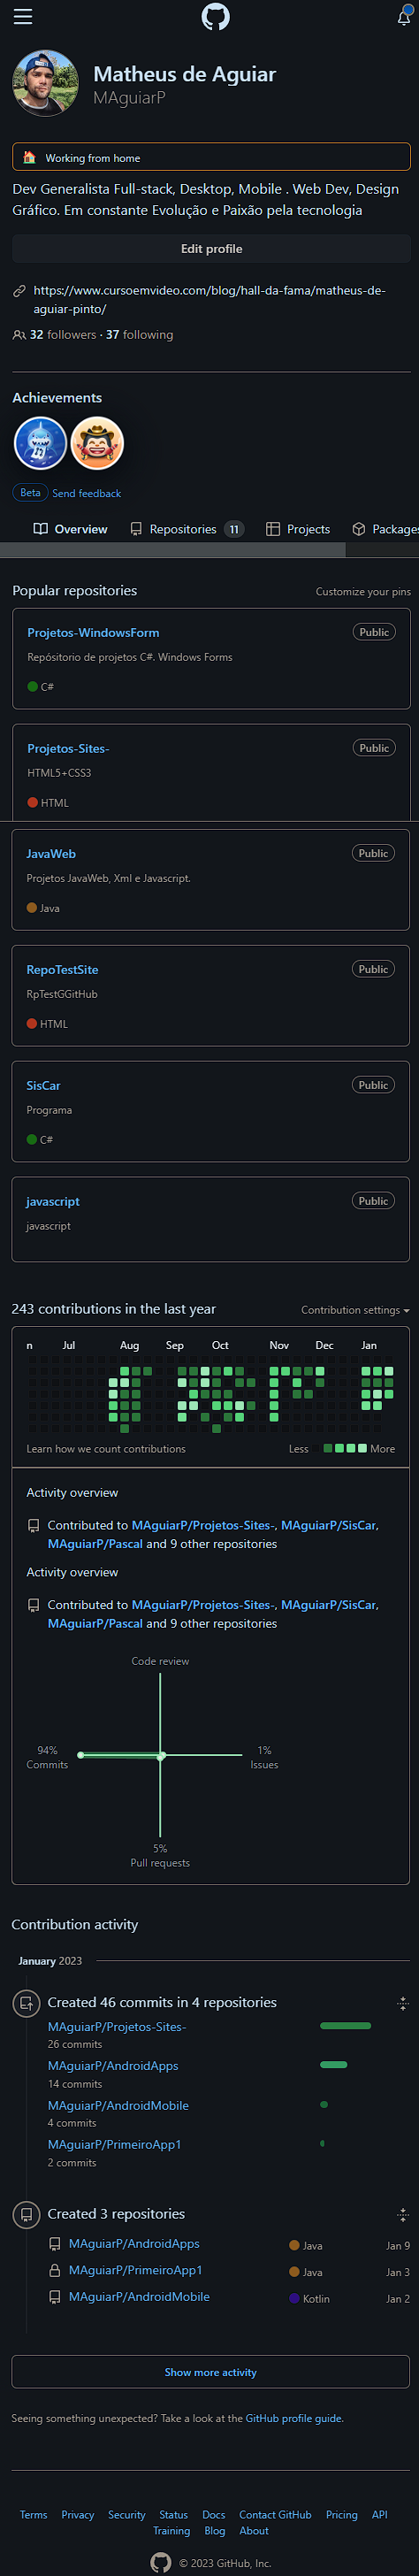 Matheus de Aguiar
MAguiarP
Working from home
Dev Generalista Full-stack, Desktop, Mobile . Web Dev, Design
Gráfico. Em constante Evolução e Paixão pela tecnologia
Edit profile
https://www.cursoemvideo.com/blog/hall-da-fama/matheus-de-
aguiar-pinto/
32 followers · 37 following
Achievements
Beta Send feedback
Overview Repositories 11 Projects Packages
Popular repositories Customize your pins
Projetos-WindowsForm Public
Repósitorio de projetos C#. Windows Forms
C#
Projetos-Sites- Public
HTML5+CSS3
HTML
JavaWeb Public
Projetos JavaWeb, Xml e Javascript.
Java
RepoTestSite Public
RpTestGGitHub
HTML
SisCar Public
Programa
C#
javascript Public
javascript
243 contributions in the last year Contribution settings
n Jul Aug Sep Oct Nov Dec Jan
Learn how we count contributions Less More
Activity overview
Contributed to MAguiarP/Projetos-Sites-, MAguiarP/SisCar,
MAguiarP/Pascal and 9 other repositories
Activity overview
Contributed to MAguiarP/Projetos-Sites-, MAguiarP/SisCar,
MAguiarP/Pascal and 9 other repositories
Code review
94% 1%
Commits Issues
5%
Pull requests
Contribution activity
January 2023
Created 46 commits in 4 repositories
MAguiarP/Projetos-Sites-
26 commits
MAguiarP/AndroidApps
14 commits
MAguiarP/AndroidMobile
4 commits
MAguiarP/PrimeiroApp1
2 commits
Created 3 repositories
MAguiarP/AndroidApps Java Jan 9
MAguiarP/PrimeiroApp1 Java Jan 3
MAguiarP/AndroidMobile Kotlin Jan 2
Show more activity
Seeing something unexpected? Take a look at the GitHub profile guide.
Terms Privacy Security Status Docs Contact GitHub Pricing API
Training Blog About
© 2023 GitHub, Inc.